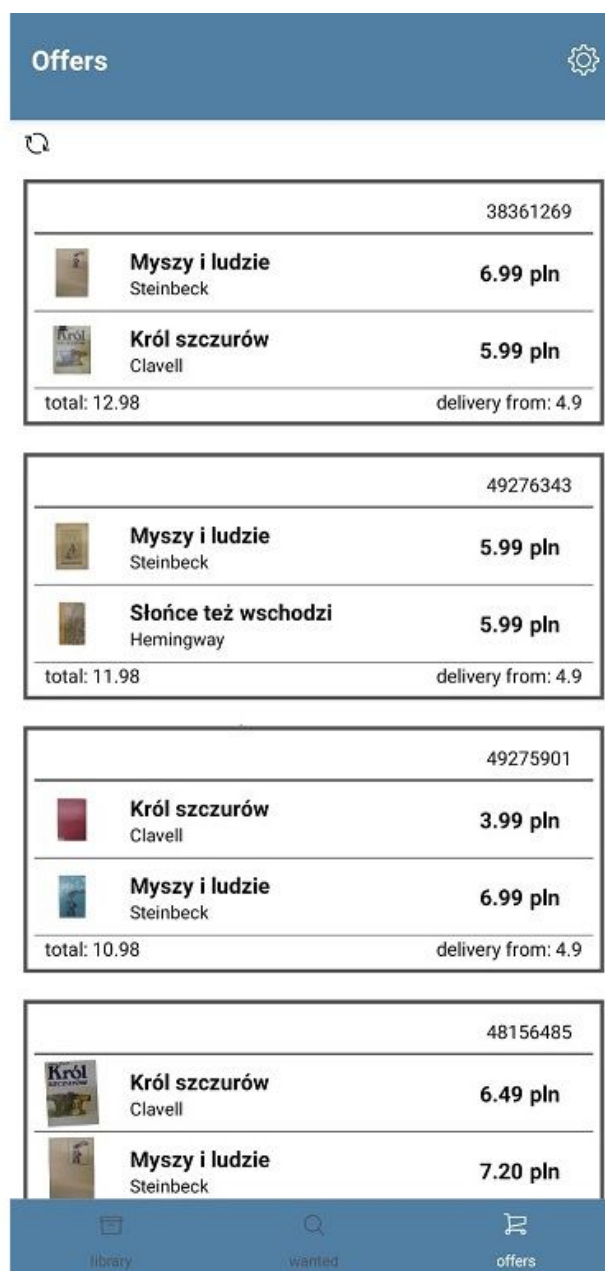 Offers
38361269
Myszy i ludzie
Steinbeck
6.99 pln
Król szczurów
Clavell
5.99 pln
total: 12.98 delivery from: 4.9
49276343
Myszy i ludzie
Steinbeck
5.99 pln
Słońce też wschodzi
Hemingway
5.99 pln
total: 11.98 delivery from: 4.9
49275901
Król szczurów
Clavell
3.99 pln
Myszy i ludzie
Steinbeck
6.99 pln
total: 10.98 delivery from: 4.9
48156485
Król
szczurów
Król szczurów
Clavell
6.49 pln
Myszy i ludzie
Steinbeck
7.20 pln
library wanted offers